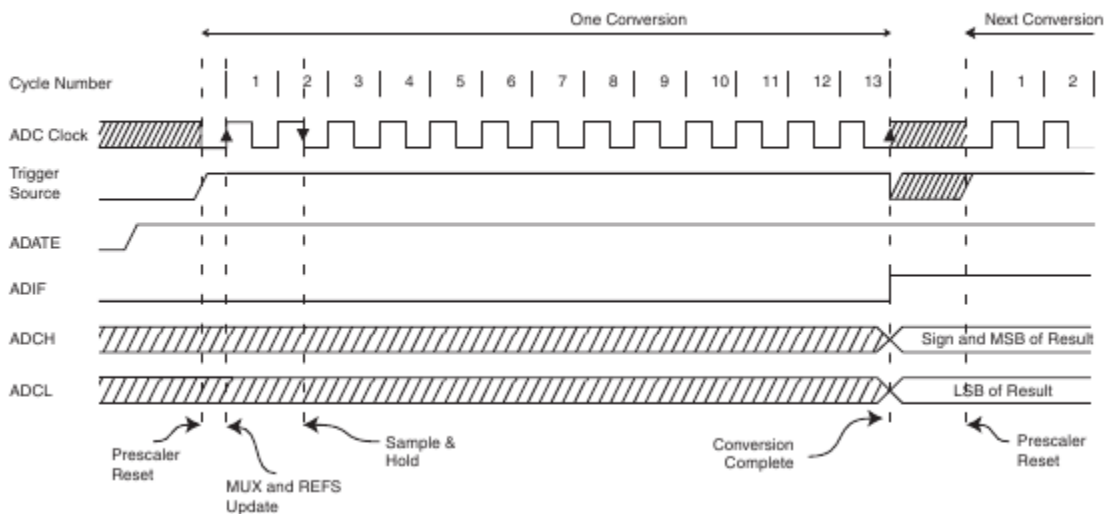 One Conversion
Next Conversion
Cycle Number
1 2 3 4 5 6 7 8 9 10 11 12 13 1 2
ADC Clock
Trigger
Source
ADATE
ADIF
ADCH
Sign and MSB of Result
ADCL
LSB of Result
Prescaler
Reset
MUX and REFS
Update
Sample &
Hold
Conversion
Complete
Prescaler
Reset